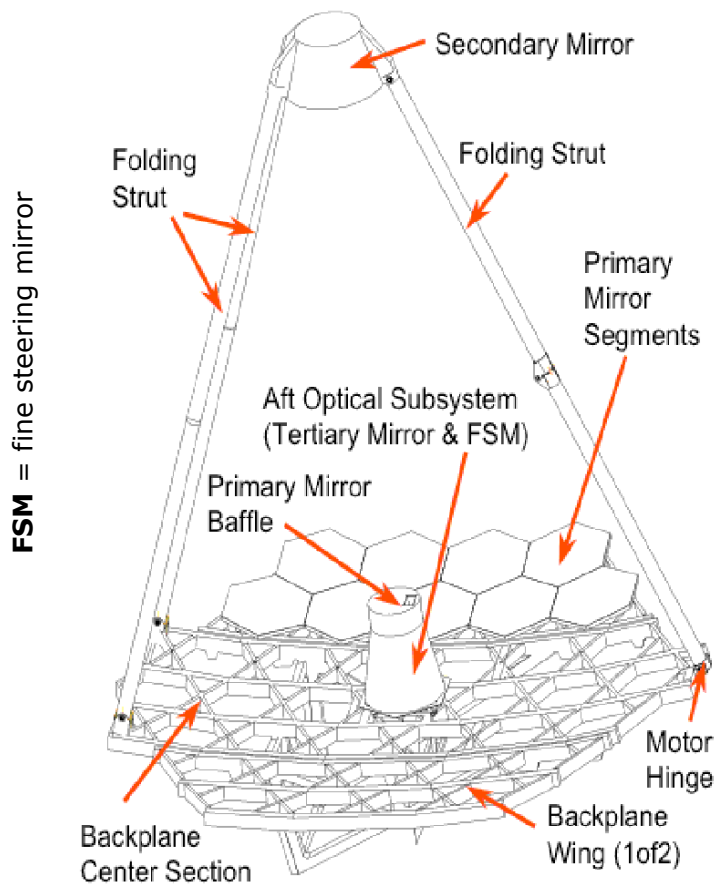 Secondary Mirror
Folding
Strut
Folding Strut
FSM = fine steering mirror
Primary
Mirror
Segments
Aft Optical Subsystem
(Tertiary Mirror & FSM)
Primary Mirror
Baffle
Motor
Hinge
Backplane
Center Section
Backplane
Wing (1of2)